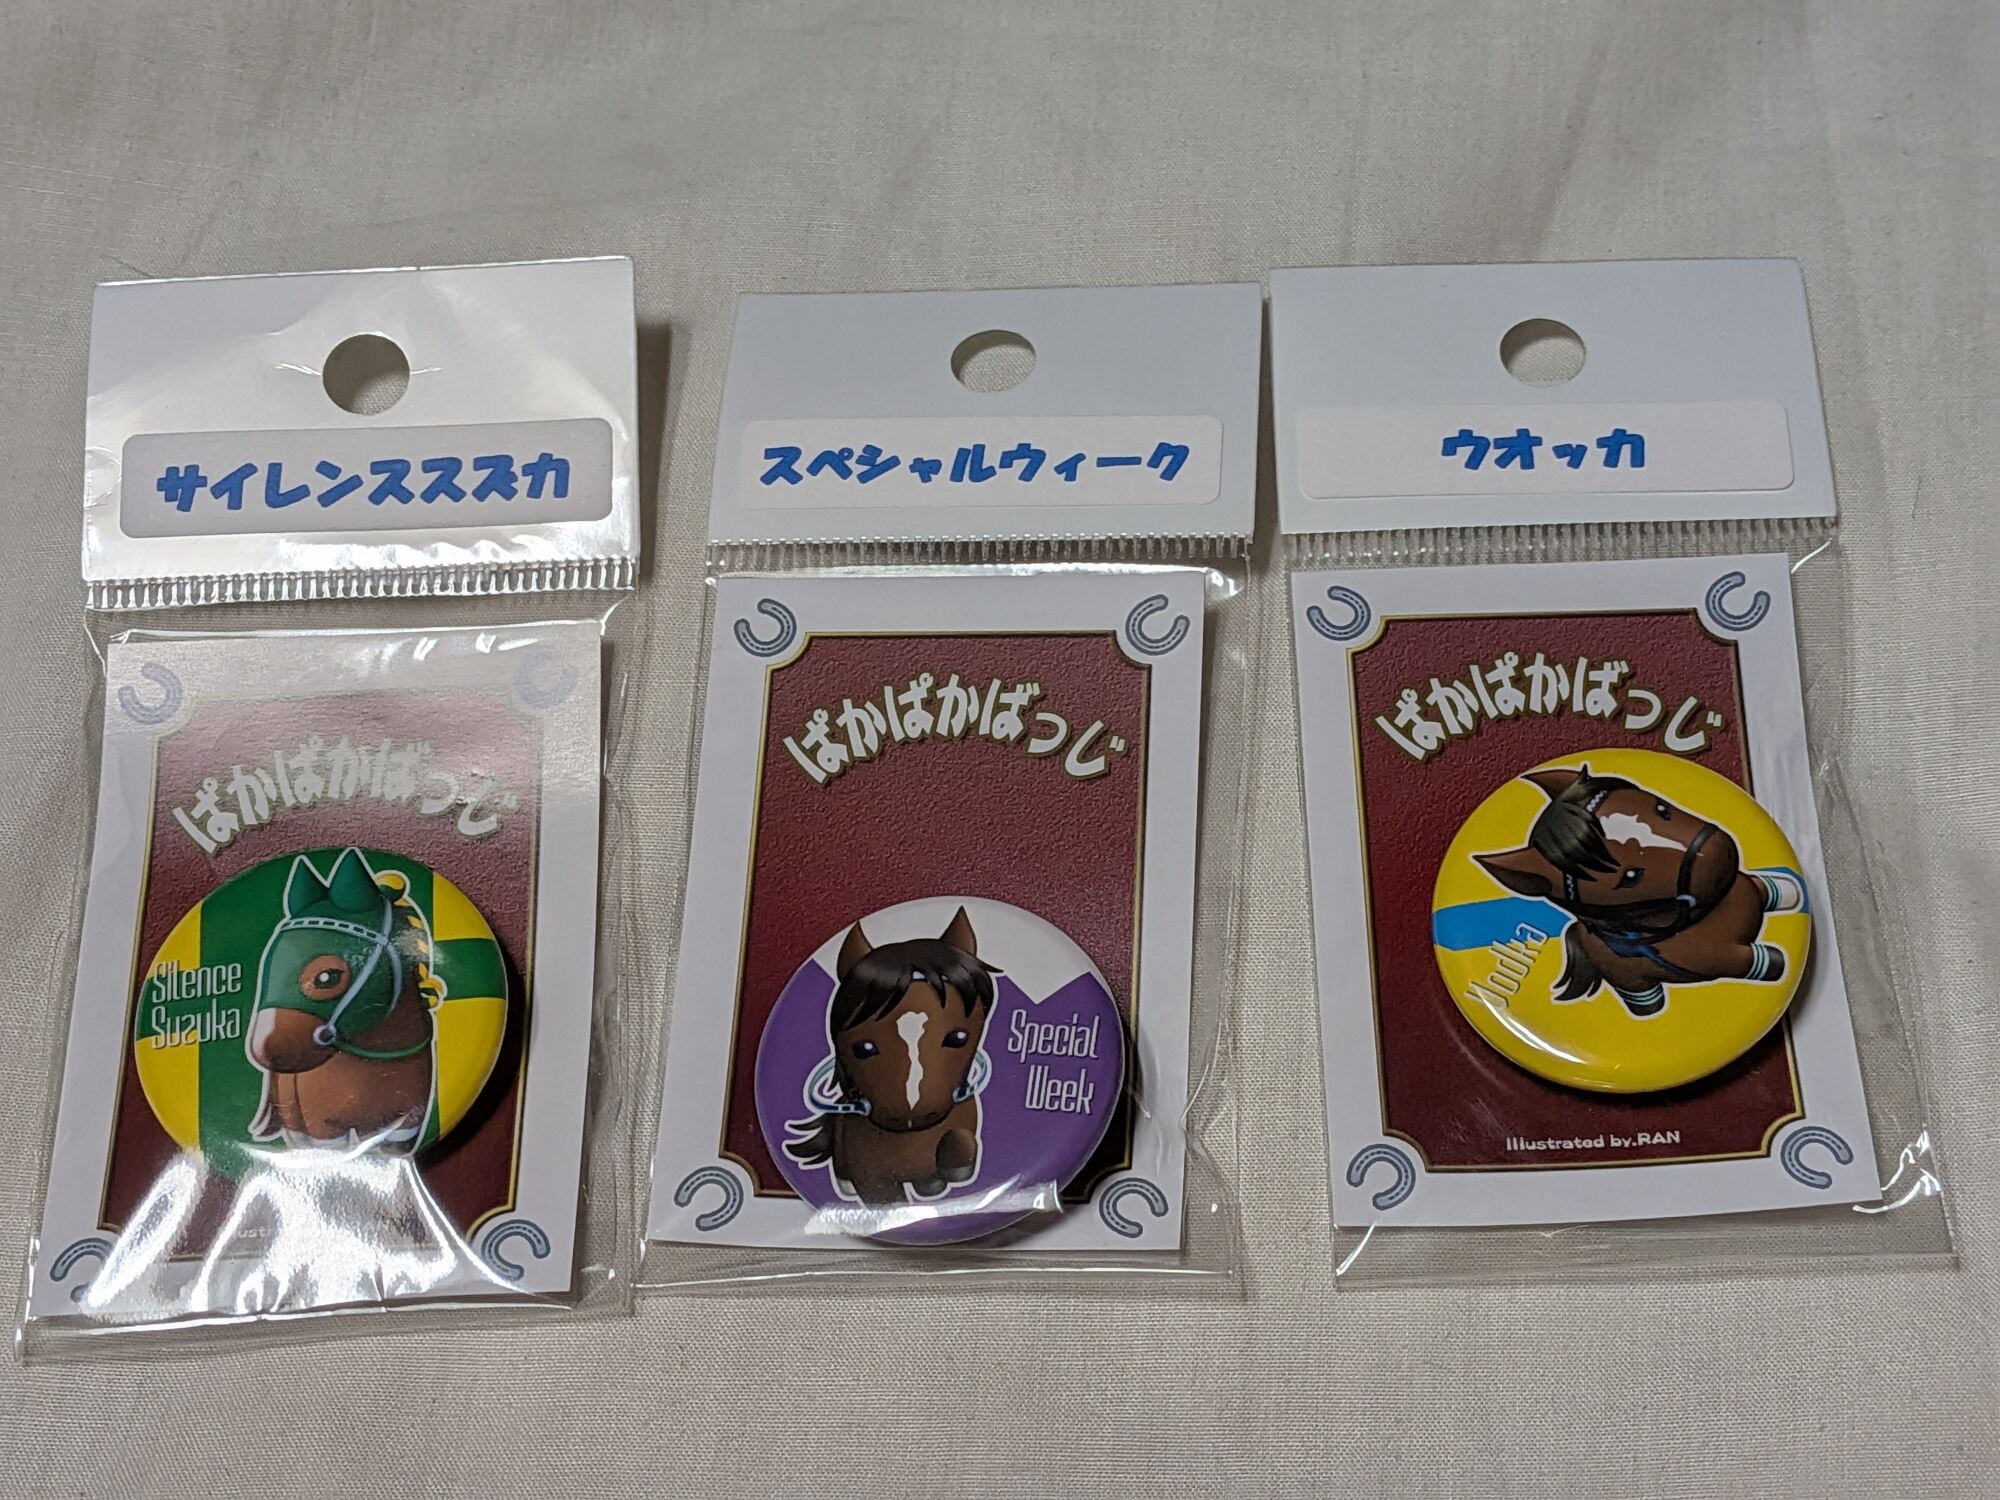 サイレンススズカ
ぱかぱかばっじ
Silence
Suzuka
スペシャルウィーク
ぱかぱかばっじ
Special
Week
ウオッカ
ぱかぱかばっじ
Vodka
Illustrated by.RAN